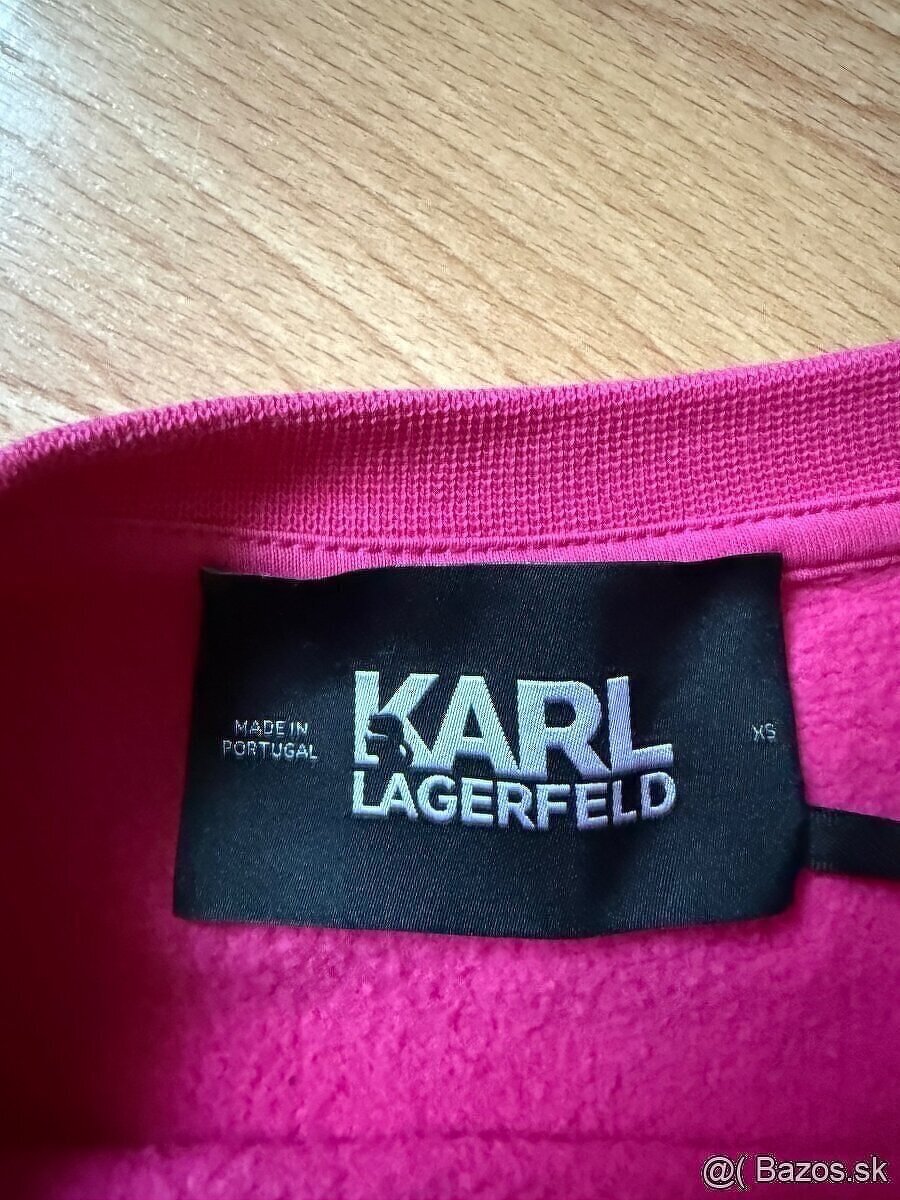 MADE IN
PORTUGAL
KARL
LAGERFELD
XS
@( Bazos.sk